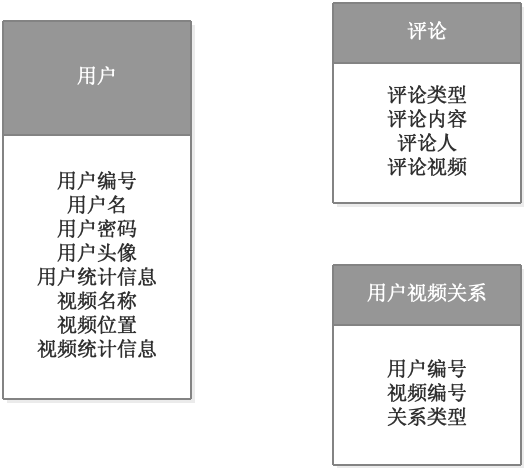 用户
用户编号
用户名
用户密码
用户头像
用户统计信息
视频名称
视频位置
视频统计信息
评论
评论类型
评论内容
评论人
评论视频
用户视频关系
用户编号
视频编号
关系类型